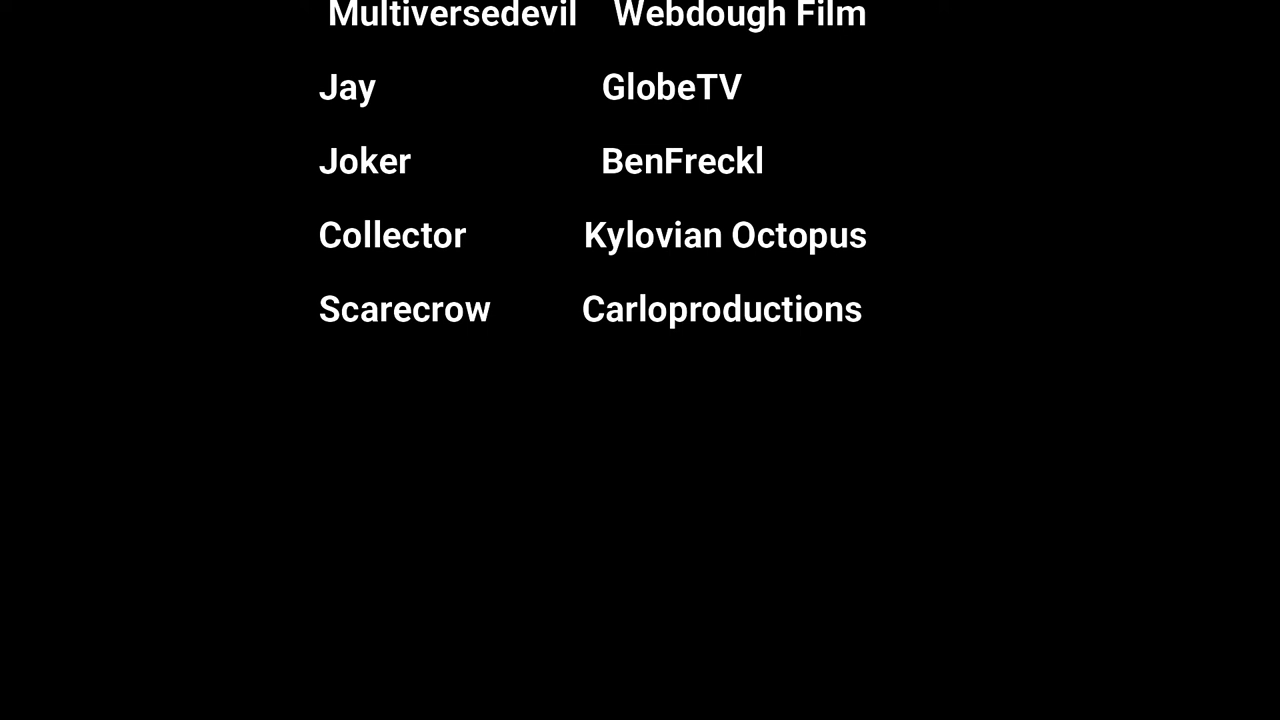 Multiversedevil Webdough Film
Jay GlobeTV
Joker BenFreckl
Collector Kylovian Octopus
Scarecrow Carloproductions